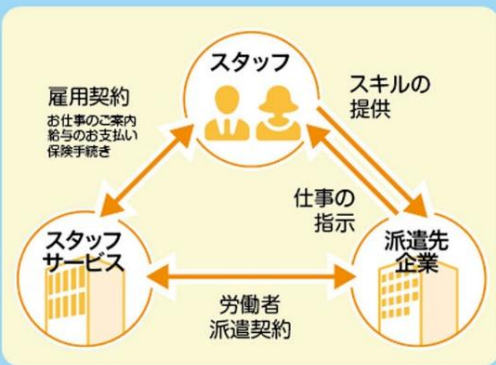 スタッフ
雇用契約
お仕事のご案内
給与のお支払い
保険手続き
スキルの
提供
仕事の
指示
スタッフ
サービス
派遣先
企業
労働者
派遣契約